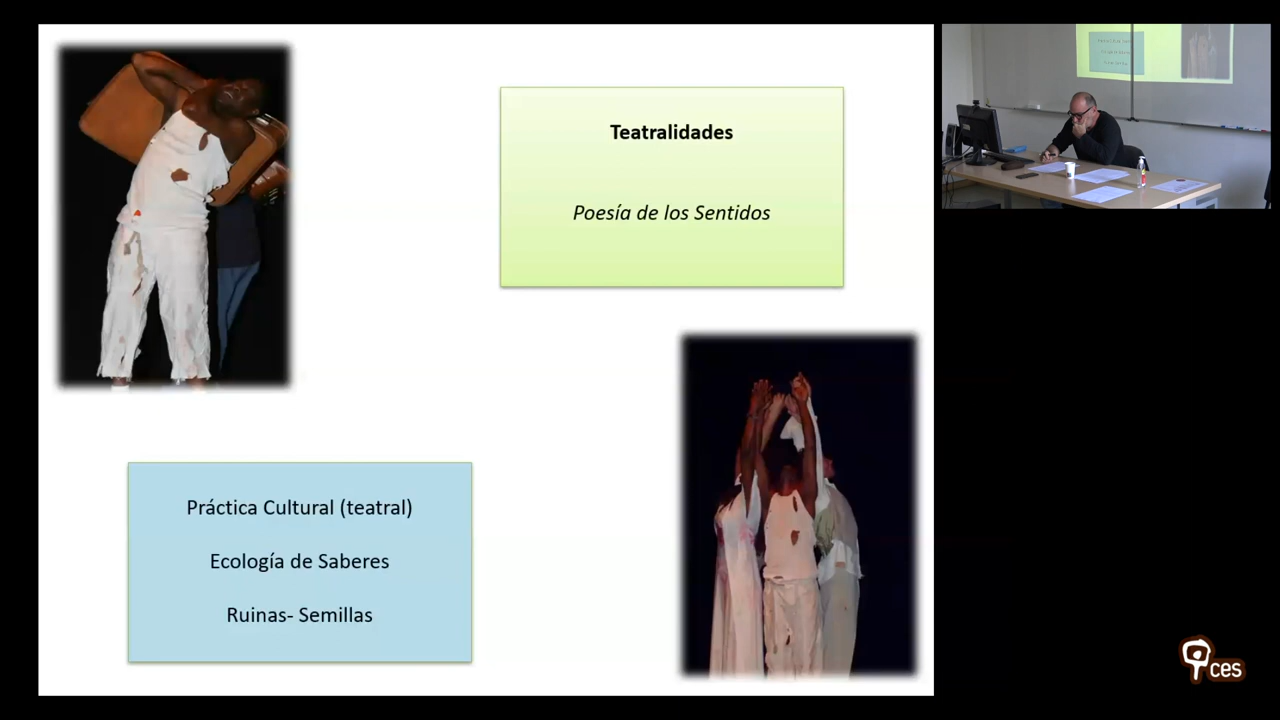 Teatralidades
Poesía de los Sentidos
Práctica Cultural (teatral)
Ecología de Saberes
Ruinas- Semillas
ces